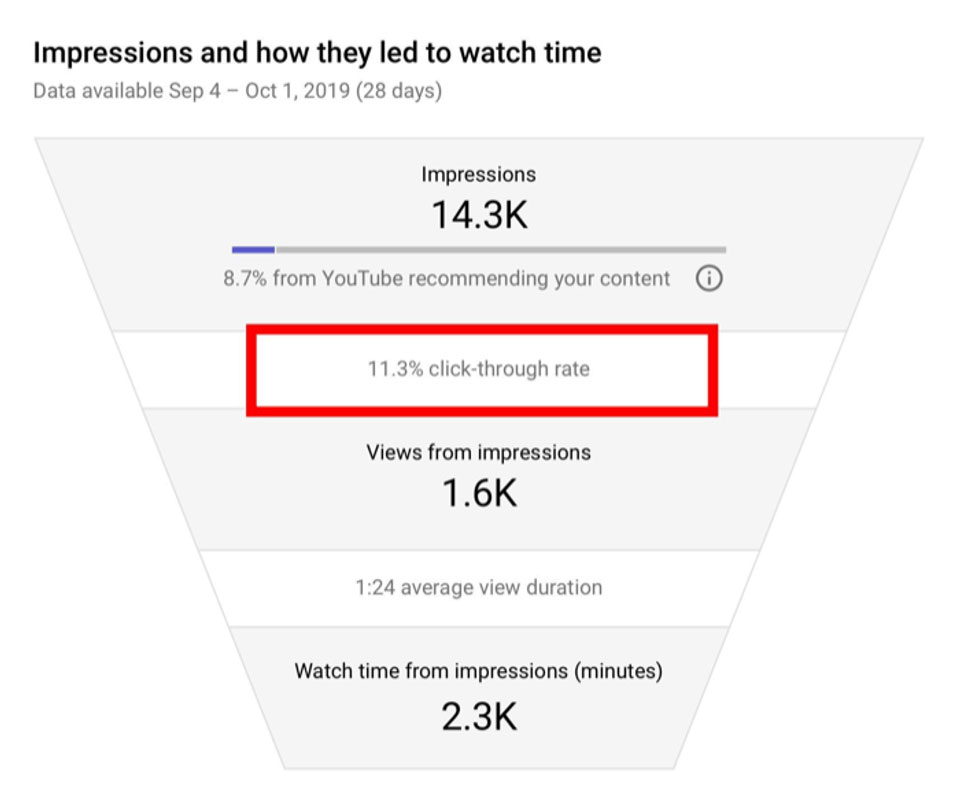 Impressions and how they led to watch time
Data available Sep 4 – Oct 1, 2019 (28 days)
Impressions
14.3K
8.7% from YouTube recommending your content
11.3% click-through rate
Views from impressions
1.6K
1:24 average view duration
Watch time from impressions (minutes)
2.3K